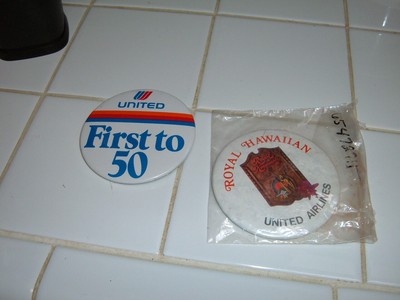 UNITED
First to
50
ROYAL HAWAIIAN
UNITED AIRLINES